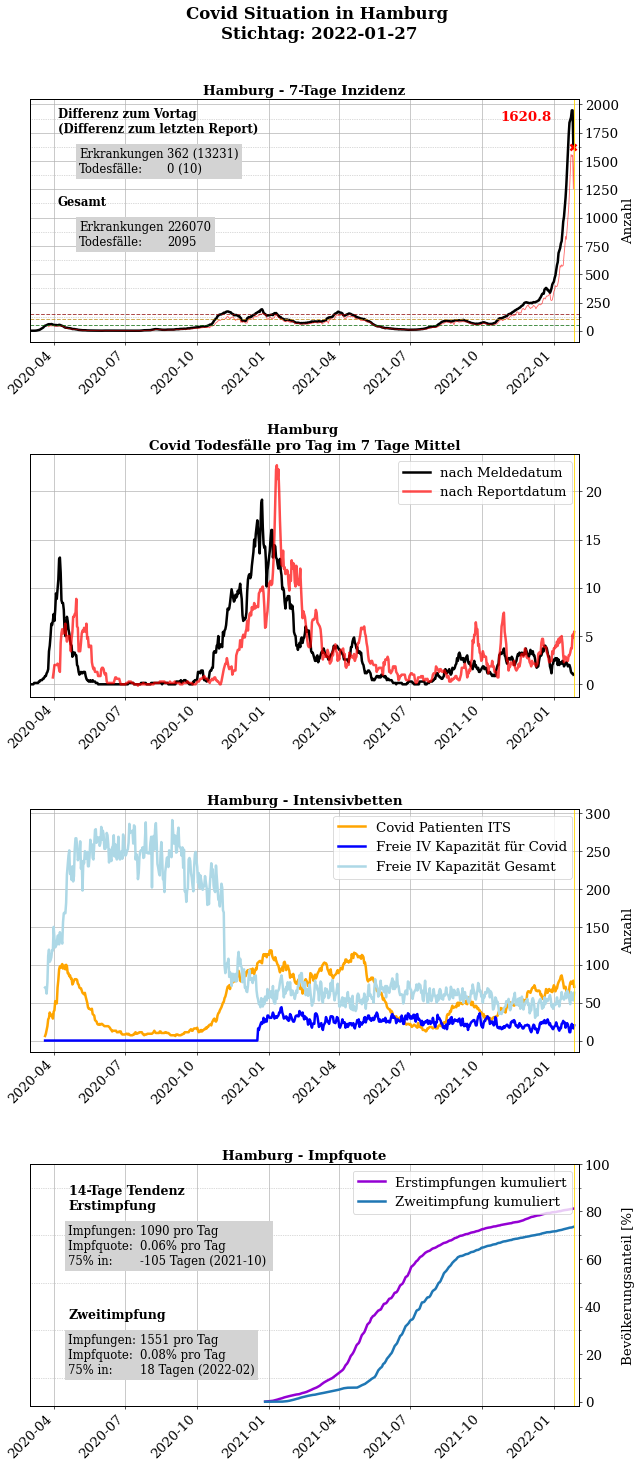 Covid Situation in Hamburg
Stichtag: 2022-01-27
Hamburg - 7-Tage Inzidenz
Differenz zum Vortag
(Differenz zum letzten Report)
Erkrankungen 362 (13231)
Todesfälle: 0 (10)
Gesamt
Erkrankungen 226070
Todesfälle: 2095
1620.8
2000
1750
1500
1250
1000
750
500
250
0
Anzahl
2020-04
2020-07
2020-10
2021-01
2021-04
2021-07
2021-10
2022-01
Hamburg
Covid Todesfälle pro Tag im 7 Tage Mittel
nach Meldedatum
nach Reportdatum
20
15
10
5
0
2020-04
2020-07
2020-10
2021-01
2021-04
2021-07
2021-10
2022-01
Hamburg - Intensivbetten
Covid Patienten ITS
Freie IV Kapazität für Covid
Freie IV Kapazität Gesamt
300
250
200
150
100
50
0
Anzahl
2020-04
2020-07
2020-10
2021-01
2021-04
2021-07
2021-10
2022-01
Hamburg - Impfquote
14-Tage Tendenz
Erstimpfung
Impfungen: 1090 pro Tag
Impfquote: 0.06% pro Tag
75% in: -105 Tagen (2021-10)
Zweitimpfung
Impfungen: 1551 pro Tag
Impfquote: 0.08% pro Tag
75% in: 18 Tagen (2022-02)
Erstimpfungen kumuliert
Zweitimpfung kumuliert
100
80
60
40
20
0
Bevölkerungsanteil [%]
2020-04
2020-07
2020-10
2021-01
2021-04
2021-07
2021-10
2022-01